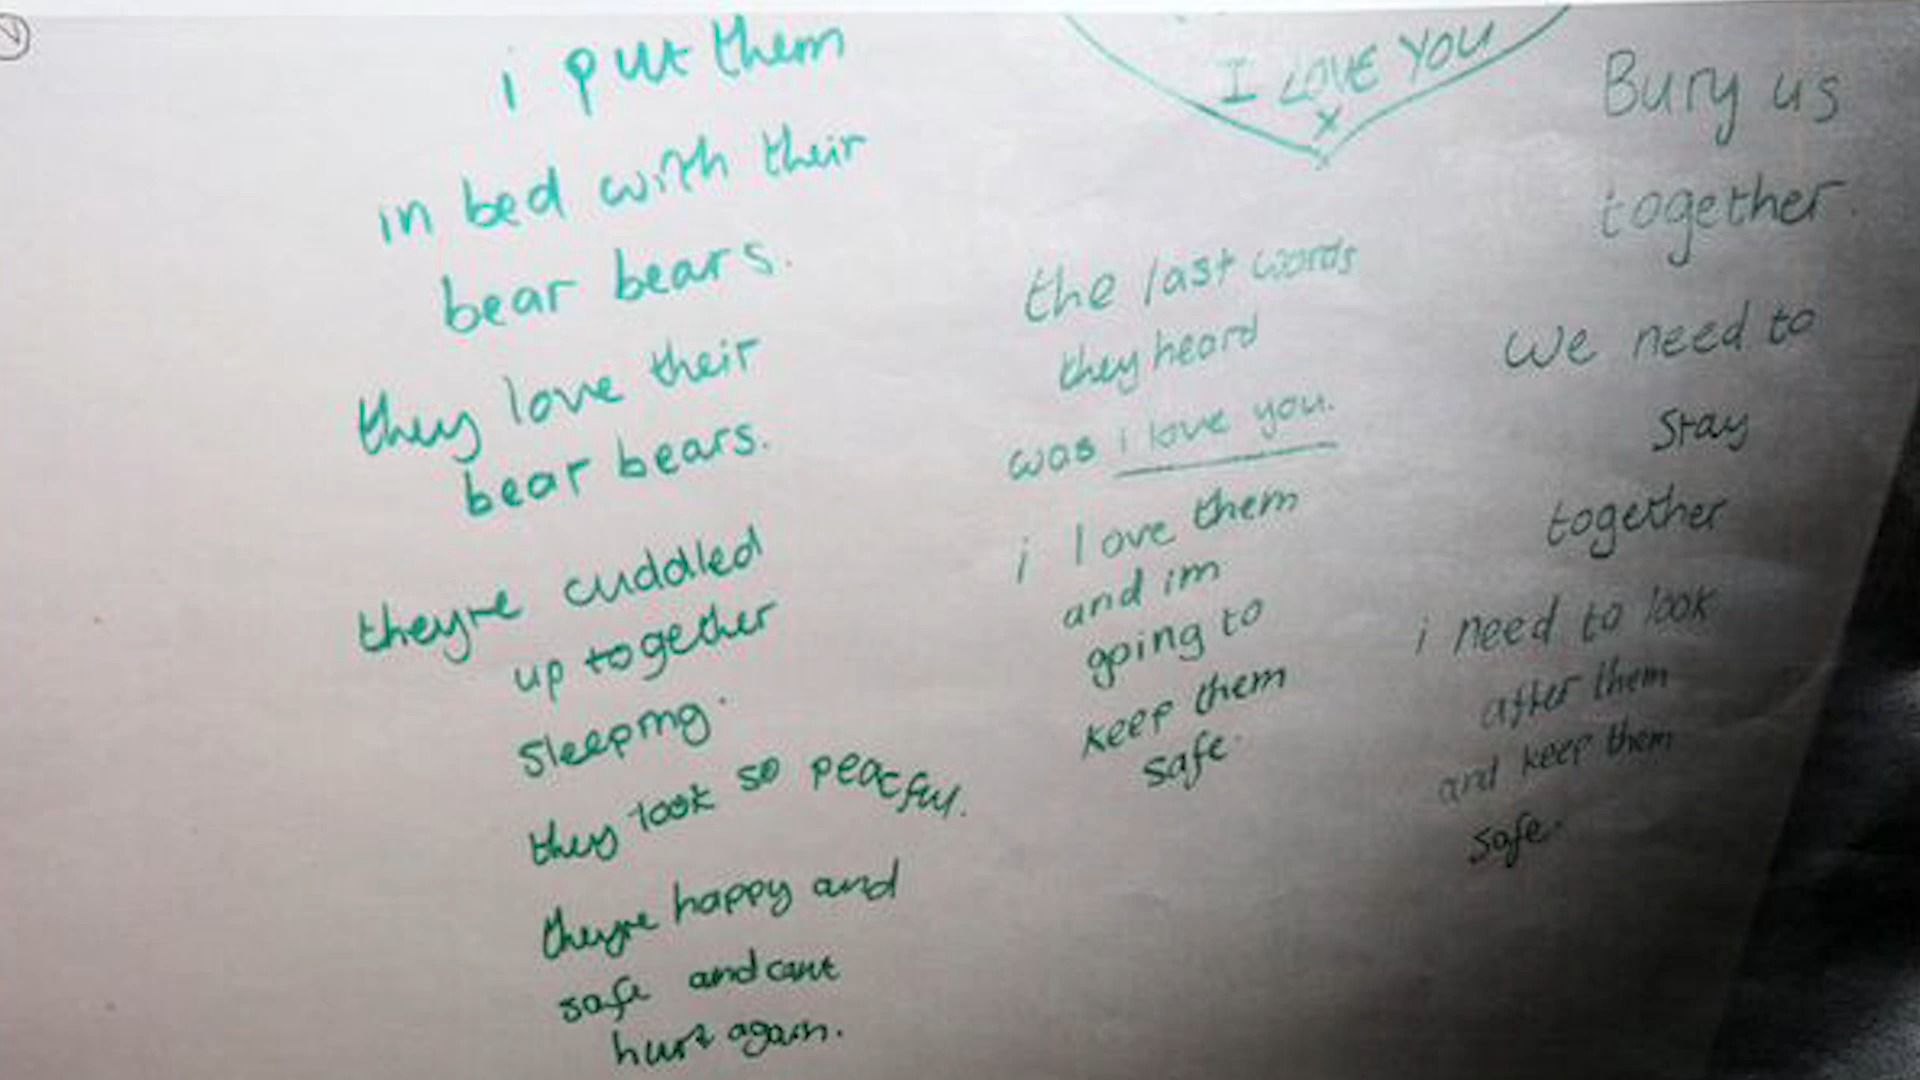 i put them
in bed with their
bear bears.
they love their
bear bears.
theyre cuddled
up together
sleeping.
they look so peacful.
theyre happy and
safe and cant
hurt again.
I LOVE YOU
x
the last words
they heard
was i love you.
i love them
and im
going to
keep them
safe.
Bury us
together.
We need to
stay
together
i need to look
after them
and keep them
safe.